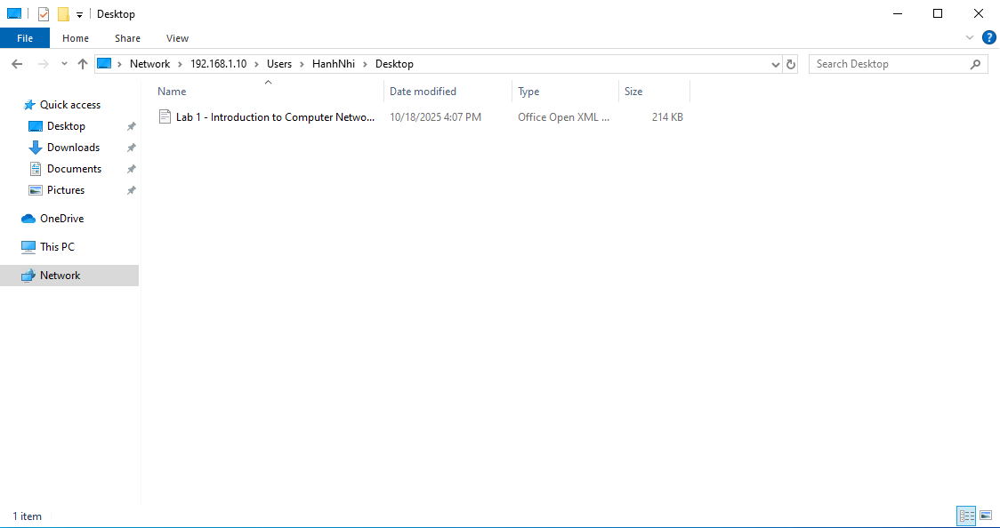 Desktop
File Home Share View
Network > 192.168.1.10 > Users > HanhNhi > Desktop
Search Desktop
Name Date modified Type Size
Lab 1 - Introduction to Computer Netwo... 10/18/2025 4:07 PM Office Open XML ... 214 KB
Quick access
Desktop
Downloads
Documents
Pictures
OneDrive
This PC
Network
1 item